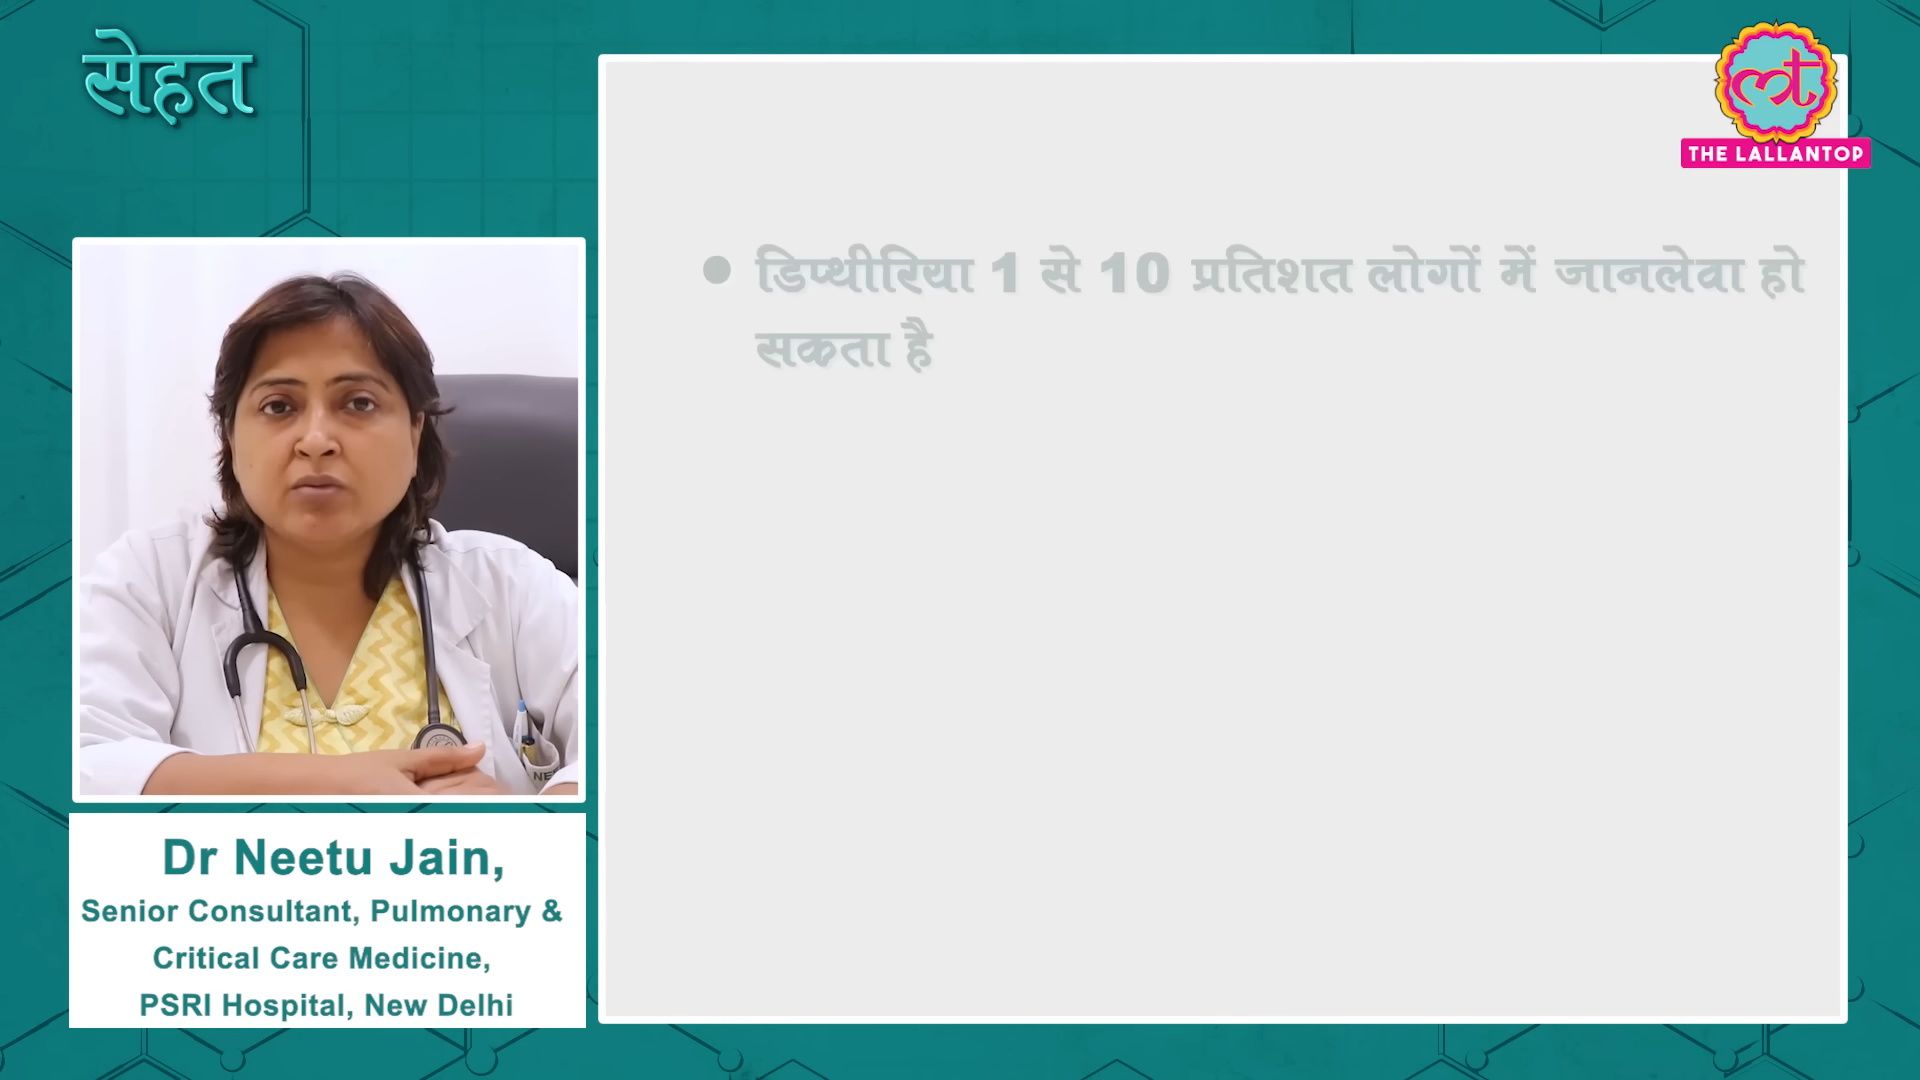 सेहत
THE LALLANTOP
• डिप्थीरिया 1 से 10 प्रतिशत लोगों में जानलेवा हो
सकता है
Dr Neetu Jain,
Senior Consultant, Pulmonary &
Critical Care Medicine,
PSRI Hospital, New Delhi